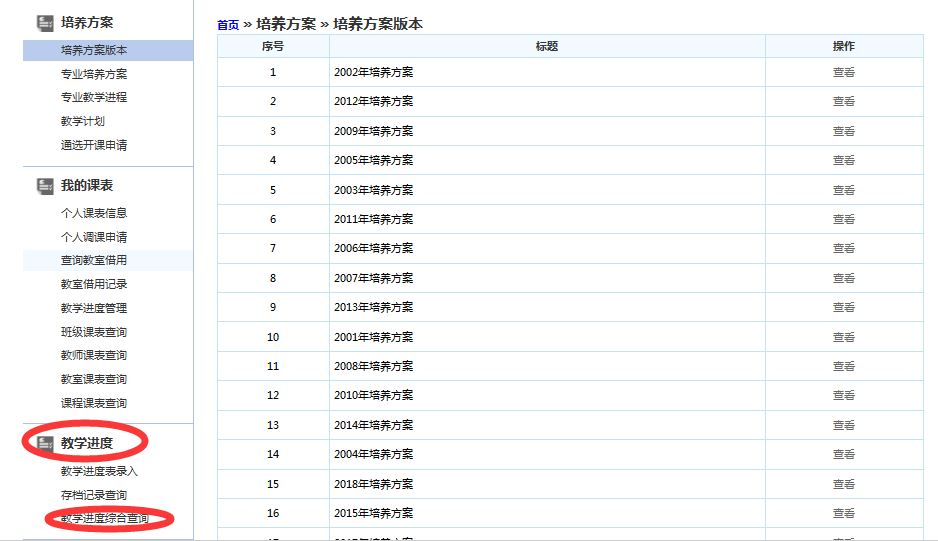 培养方案
培养方案版本
专业培养方案
专业教学进程
教学计划
通选开课申请
我的课表
个人课表信息
个人调课申请
查询教室借用
教室借用记录
教学进度管理
班级课表查询
教师课表查询
教室课表查询
课程课表查询
教学进度
教学进度表录入
存档记录查询
教学进度综合查询
首页 » 培养方案 » 培养方案版本
序号 标题 操作
1 2002年培养方案 查看
2 2012年培养方案 查看
3 2009年培养方案 查看
4 2005年培养方案 查看
5 2003年培养方案 查看
6 2011年培养方案 查看
7 2006年培养方案 查看
8 2007年培养方案 查看
9 2013年培养方案 查看
10 2001年培养方案 查看
11 2008年培养方案 查看
12 2010年培养方案 查看
13 2014年培养方案 查看
14 2004年培养方案 查看
15 2018年培养方案 查看
16 2015年培养方案 查看